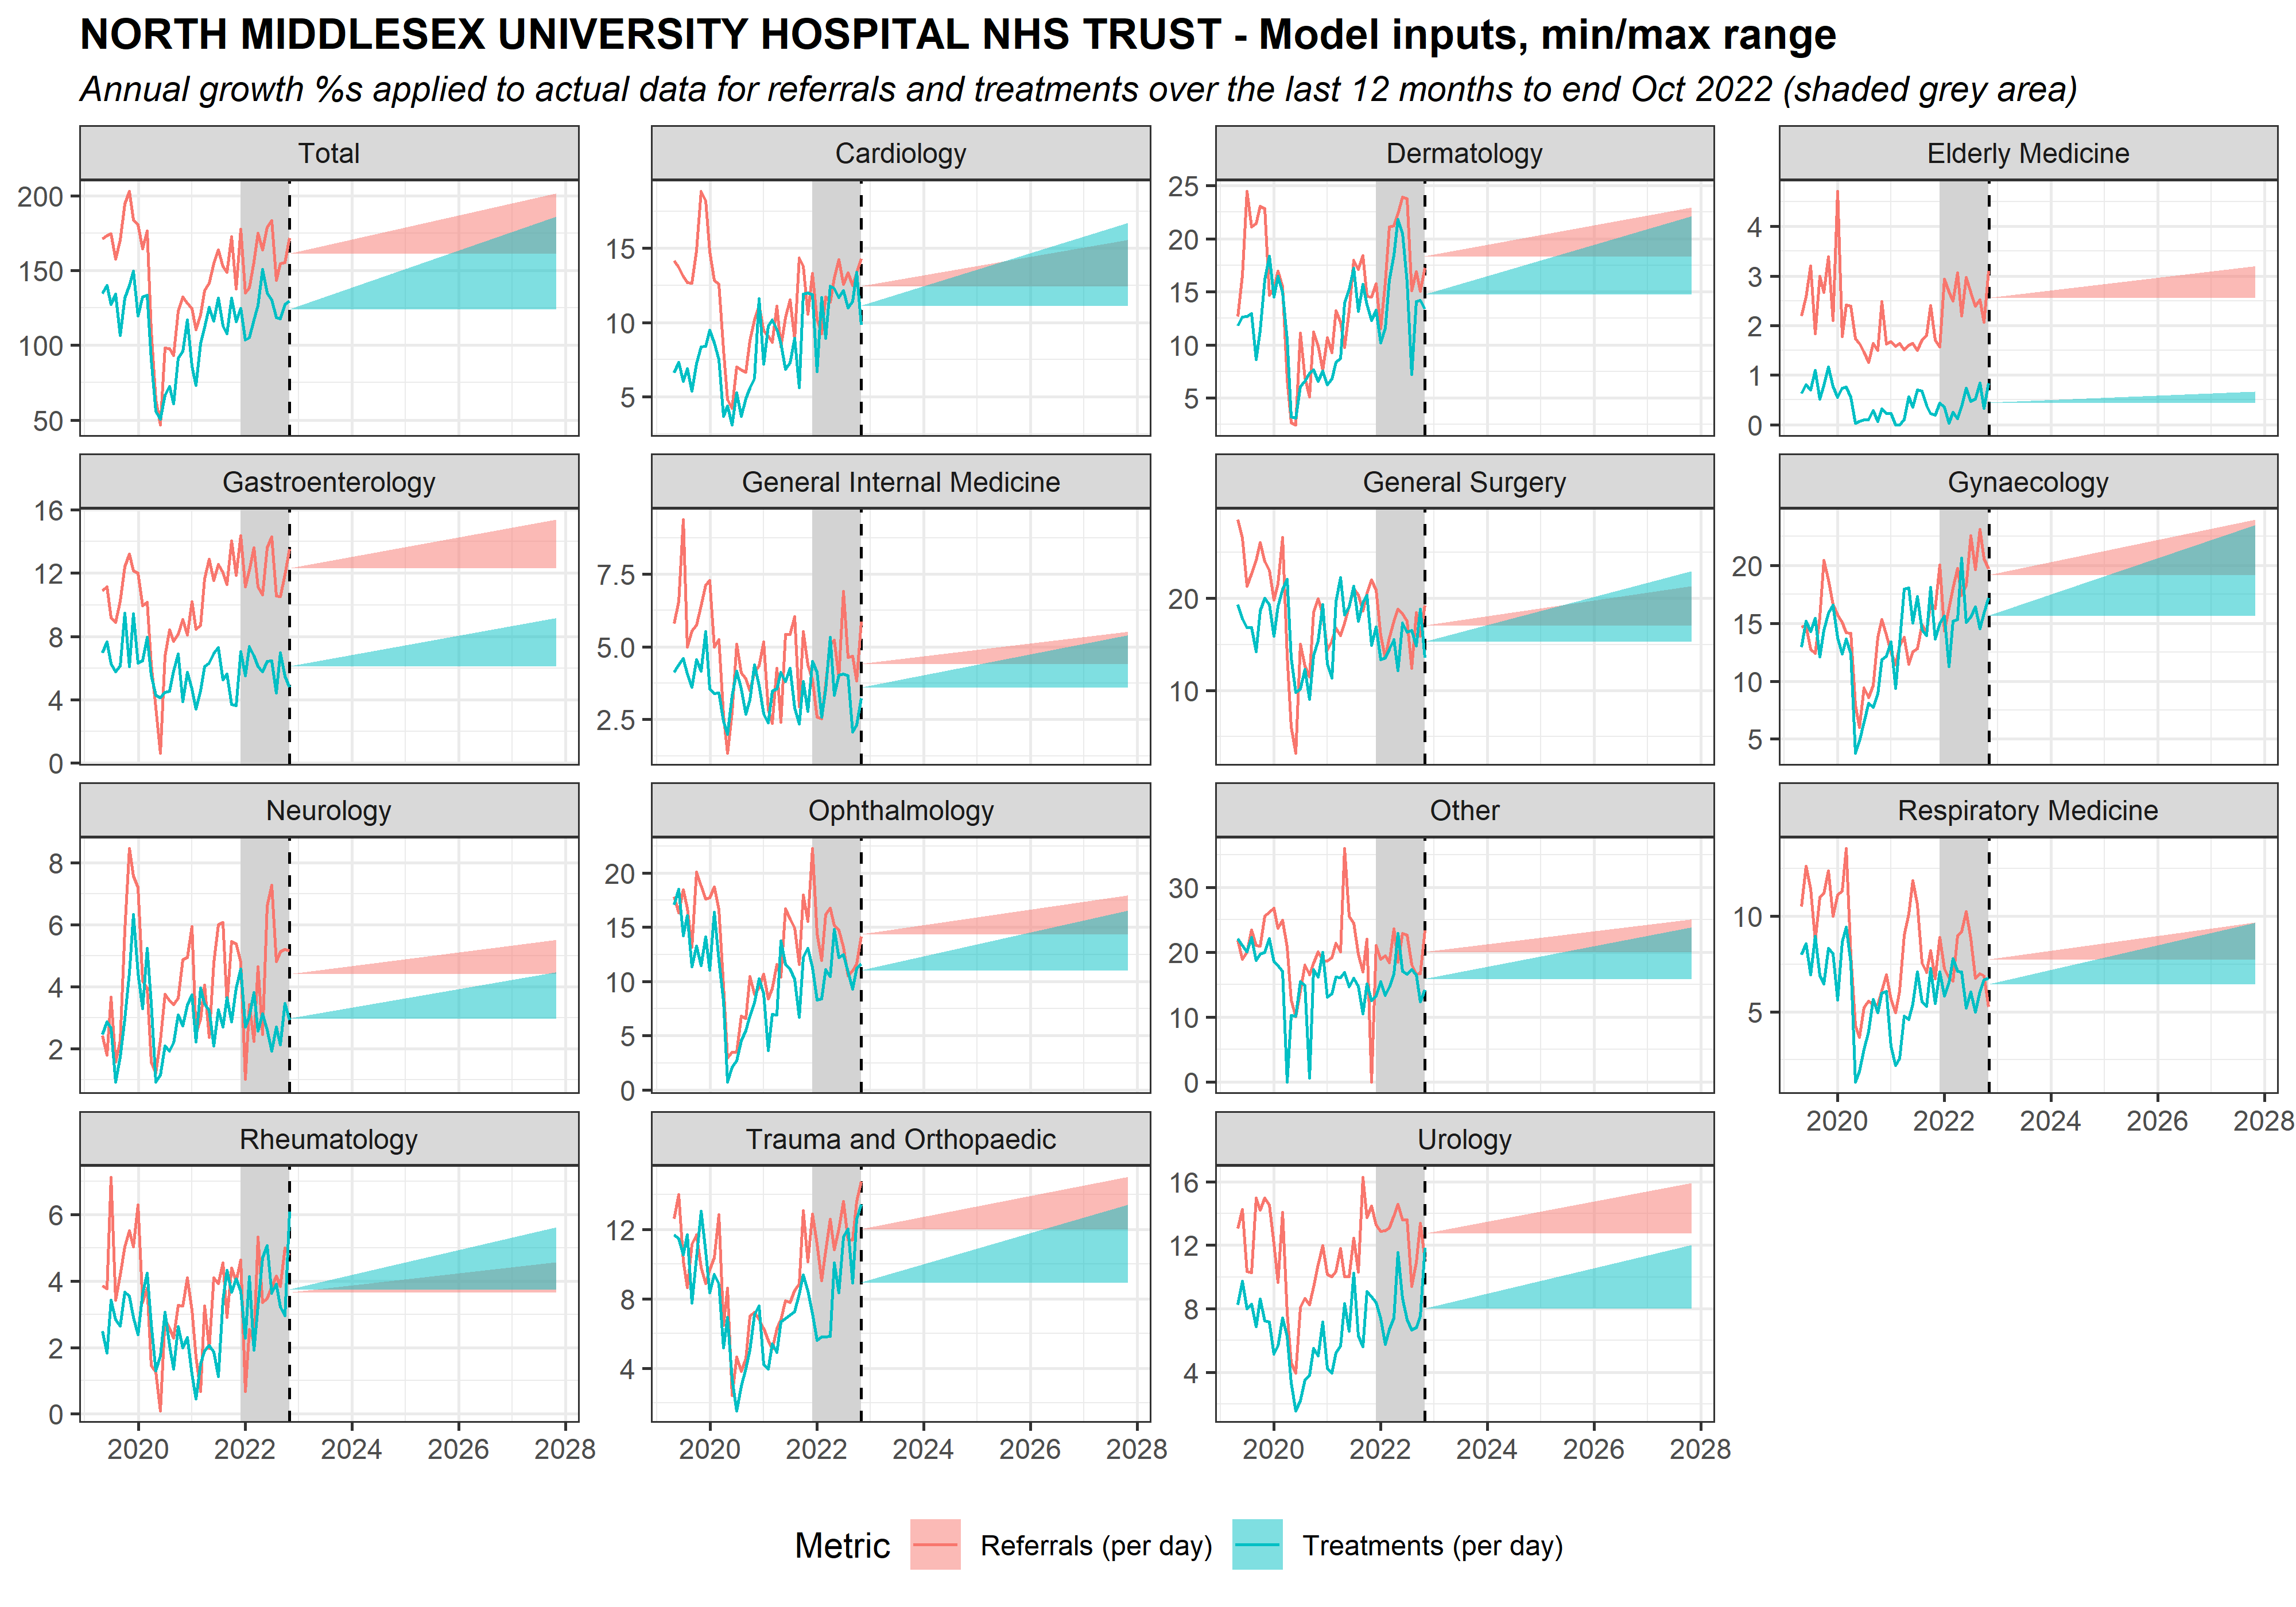 NORTH MIDDLESEX UNIVERSITY HOSPITAL NHS TRUST - Model inputs, min/max range
Annual growth %s applied to actual data for referrals and treatments over the last 12 months to end Oct 2022 (shaded grey area)
Total
Cardiology
Dermatology
Elderly Medicine
200
150
100
50
15
10
5
25
20
15
10
5
4
3
2
1
0
Gastroenterology
General Internal Medicine
General Surgery
Gynaecology
16
12
8
4
0
7.5
5.0
2.5
20
10
20
15
10
5
Neurology
Ophthalmology
Other
Respiratory Medicine
8
6
4
2
20
15
10
5
0
30
20
10
0
10
5
2020 2022 2024 2026 2028
Rheumatology
Trauma and Orthopaedic
Urology
6
4
2
0
12
8
4
16
12
8
4
2020 2022 2024 2026 2028
2020 2022 2024 2026 2028
2020 2022 2024 2026 2028
Metric Referrals (per day) Treatments (per day)